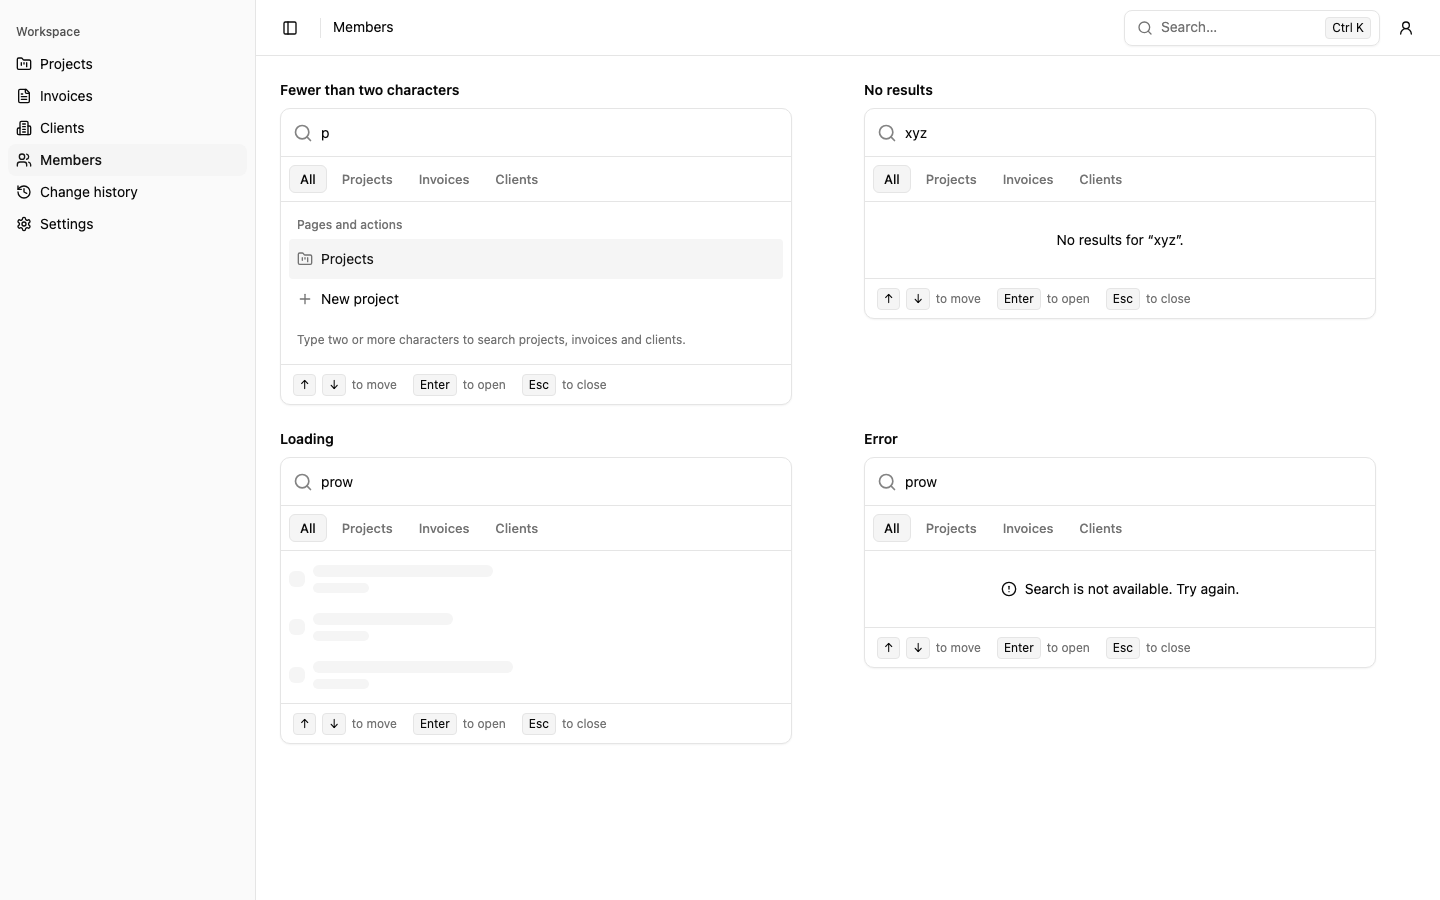 Workspace
Projects
Invoices
Clients
Members
Change history
Settings
Members
Search...
Ctrl K
Fewer than two characters
p
All Projects Invoices Clients
Pages and actions
Projects
New project
Type two or more characters to search projects, invoices and clients.
↑ ↓ to move Enter to open Esc to close
No results
xyz
All Projects Invoices Clients
No results for “xyz”.
↑ ↓ to move Enter to open Esc to close
Loading
prow
All Projects Invoices Clients
↑ ↓ to move Enter to open Esc to close
Error
prow
All Projects Invoices Clients
Search is not available. Try again.
↑ ↓ to move Enter to open Esc to close